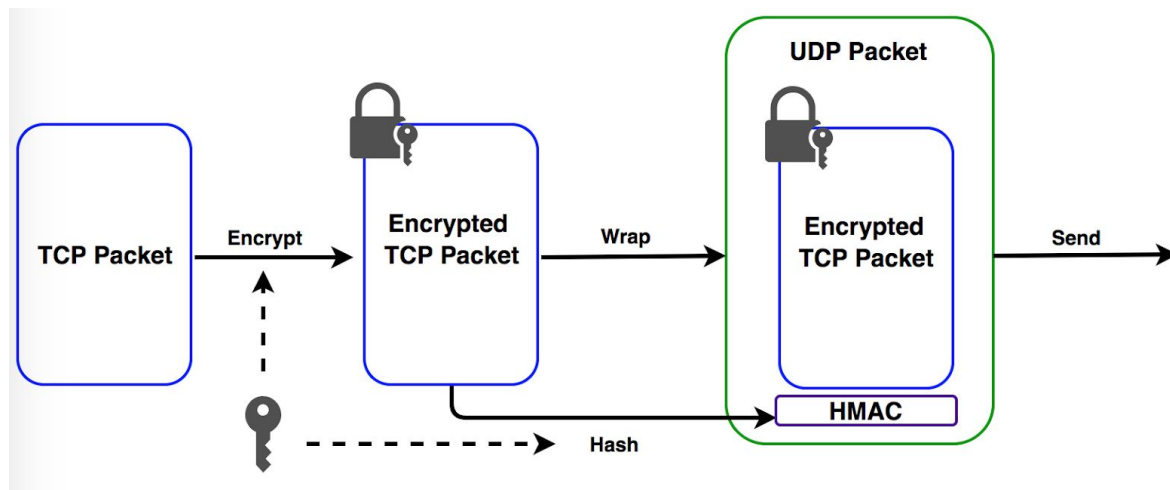 UDP Packet
TCP Packet
Encrypt
Encrypted
TCP Packet
Wrap
Encrypted
TCP Packet
Send
HMAC
Hash